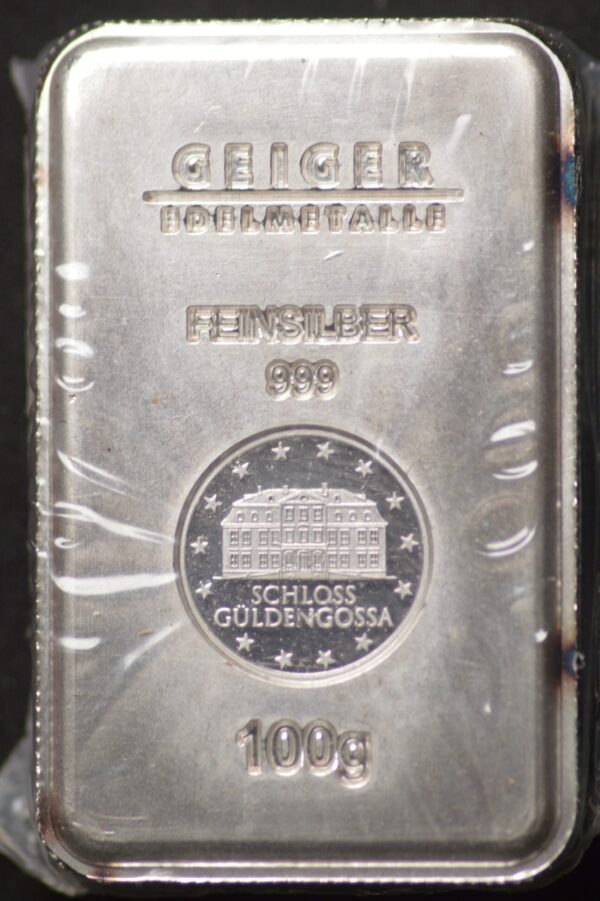 GEIGER
EDELMETALLE
FEINSILBER
999
SCHLOSS
GÜLDENGOSSA
100g